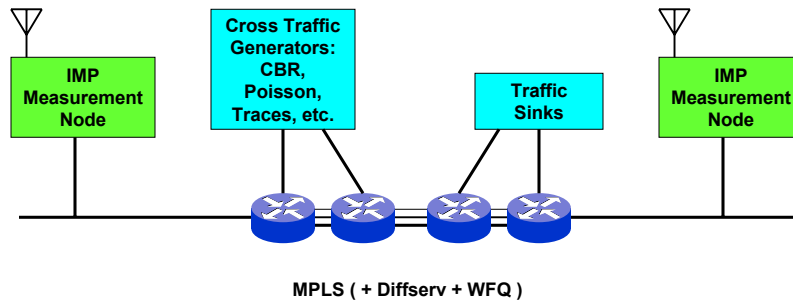 IMP
Measurement
Node
Cross Traffic
Generators:
CBR,
Poisson,
Traces, etc.
Traffic
Sinks
IMP
Measurement
Node
MPLS ( + Diffserv + WFQ )